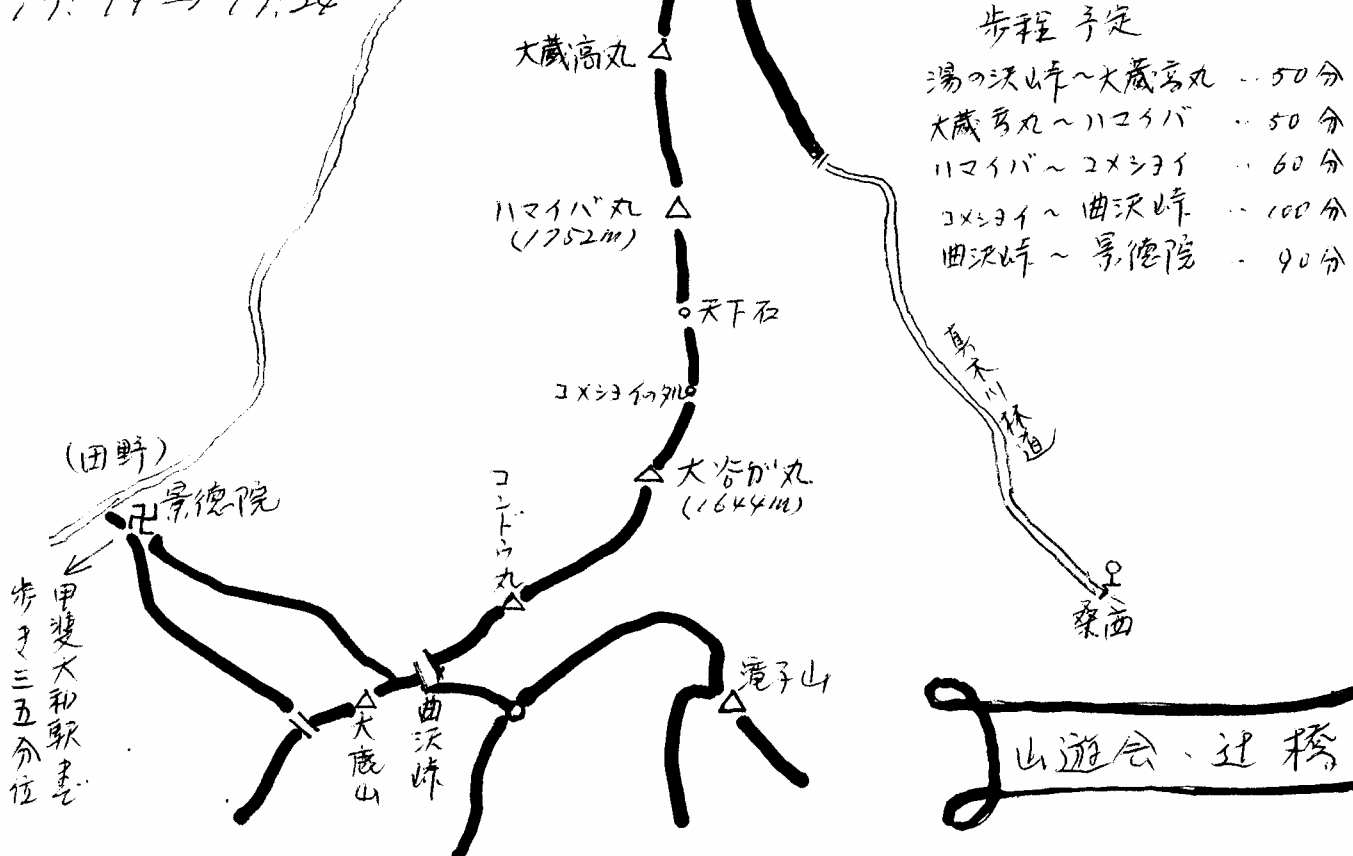 歩程 予定
湯の沢峠〜大蔵高丸 ‥ 50分
大蔵高丸〜ハマイバ ‥ 50分
ハマイバ〜コメショイ ‥ 60分
コメショイ〜曲沢峠 ‥ 100分
曲沢峠〜景徳院 ‥ 90分
大蔵高丸
ハマイバ丸
(1752m)
天下石
コメショイのタル
真木川林道
(田野)
卍景徳院
大谷が丸
(1644m)
コンドウ丸
桑西
甲斐大和駅まで
歩き三五分位
滝子山
大鹿山
曲沢峠
山遊会、辻橋